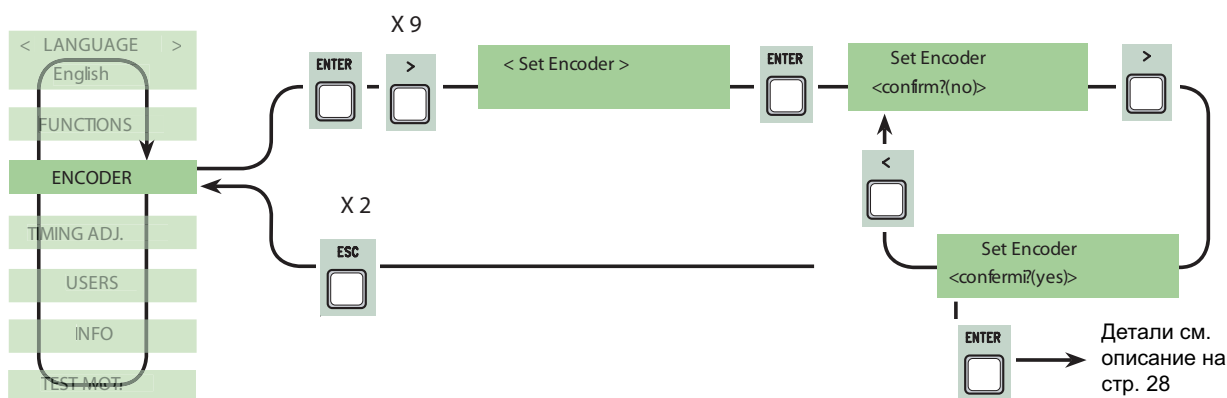 < LANGUAGE >
English
FUNCTIONS
ENCODER
TIMING ADJ.
USERS
INFO
TEST MOT.
X 9
ENTER
>
< Set Encoder >
ENTER
Set Encoder
<confirm?(no)>
>
<
Set Encoder
<confermi?(yes)>
X 2
ESC
ENTER
Детали см.
описание на
стр. 28